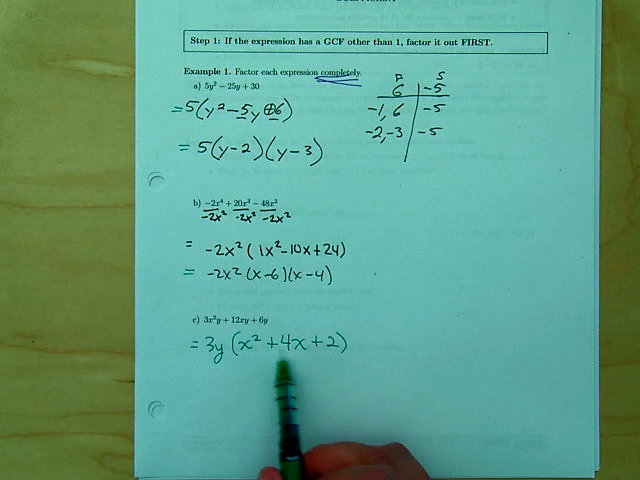 Step 1: If the expression has a GCF other than 1, factor it out FIRST.
Example 1. Factor each expression completely.
a) 5y² − 25y + 30
=5(y²−5y⊕6)
= 5(y−2)(y−3)
P S
6 −5
−1,6 −5
−2,−3 −5
b) −2x⁴ + 20x³ − 48x²
−2x² −2x² −2x²
= −2x²(1x²−10x+24)
= −2x²(x−6)(x−4)
c) 3x²y + 12xy + 6y
= 3y(x²+4x+2)